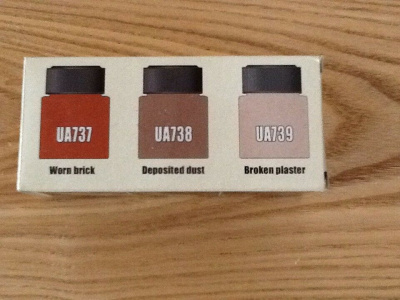 UA737 UA738 UA739
Worn brick Deposited dust Broken plaster